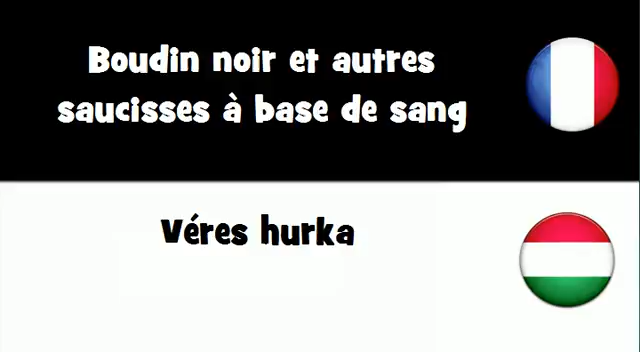 Boudin noir et autres
saucisses à base de sang
Véres hurka